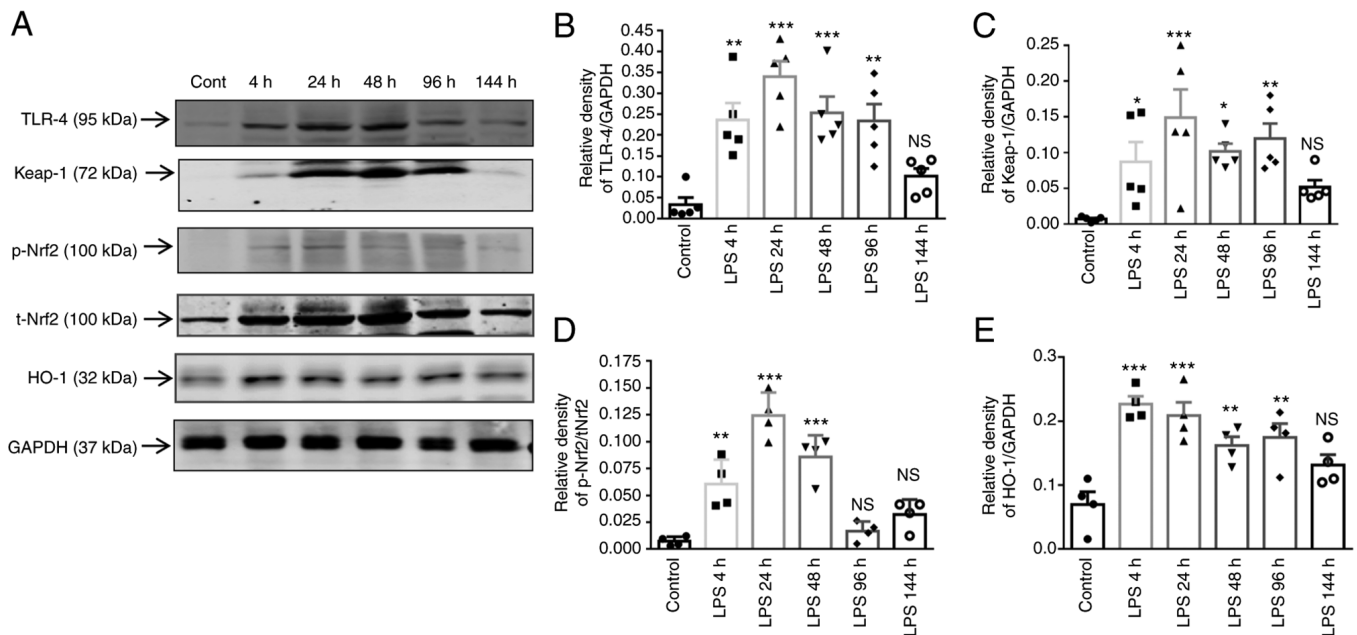 A
Cont 4 h 24 h 48 h 96 h 144 h
TLR-4 (95 kDa)
Keap-1 (72 kDa)
p-Nrf2 (100 kDa)
t-Nrf2 (100 kDa)
HO-1 (32 kDa)
GAPDH (37 kDa)
B
Relative density
of TLR-4/GAPDH
0.45
0.40
0.35
0.30
0.25
0.20
0.15
0.10
0.05
0.00
**
***
***
**
NS
Control
LPS 4 h
LPS 24 h
LPS 48 h
LPS 96 h
LPS 144 h
C
Relative density
of Keap-1/GAPDH
0.25
0.20
0.15
0.10
0.05
0.00
*
***
*
**
NS
Control
LPS 4 h
LPS 24 h
LPS 48 h
LPS 96 h
LPS 144 h
D
Relative density
of p-Nrf2/tNrf2
0.175
0.150
0.125
0.100
0.075
0.050
0.025
0.000
**
***
***
NS
NS
Control
LPS 4 h
LPS 24 h
LPS 48 h
LPS 96 h
LPS 144 h
E
Relative density
of HO-1/GAPDH
0.3
0.2
0.1
0.0
***
***
**
**
NS
Control
LPS 4 h
LPS 24 h
LPS 48 h
LPS 96 h
LPS 144 h